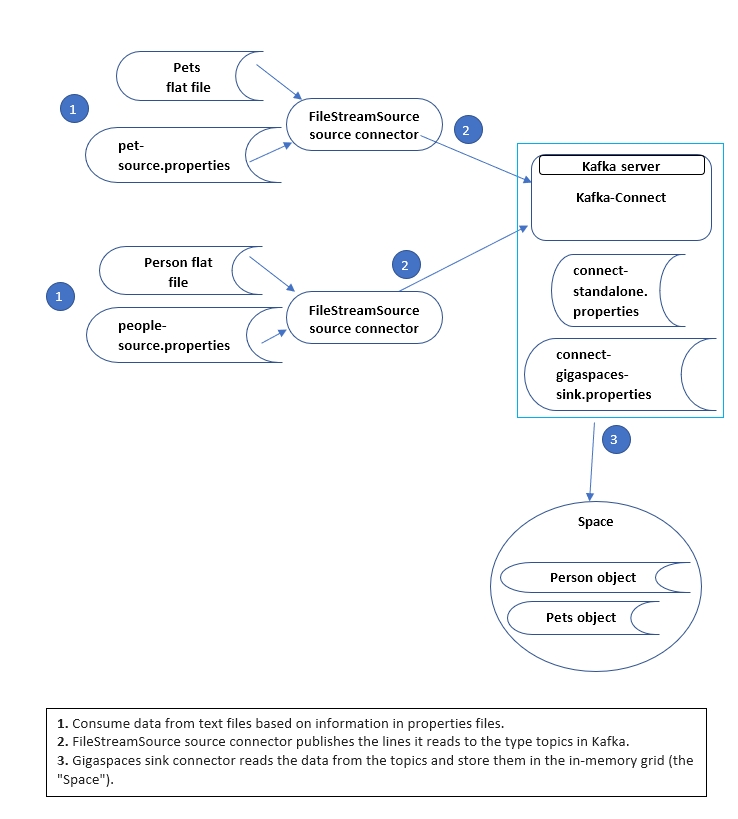 Pets
flat file
1
pet-
source.properties
FileStreamSource
source connector
2
Kafka server
Kafka-Connect
Person flat
file
1
people-
source.properties
FileStreamSource
source connector
2
connect-
standalone.
properties
connect-
gigaspaces-
sink.properties
3
Space
Person object
Pets object
1. Consume data from text files based on information in properties files.
2. FileStreamSource source connector publishes the lines it reads to the type topics in Kafka.
3. Gigaspaces sink connector reads the data from the topics and store them in the in-memory grid (the
"Space").